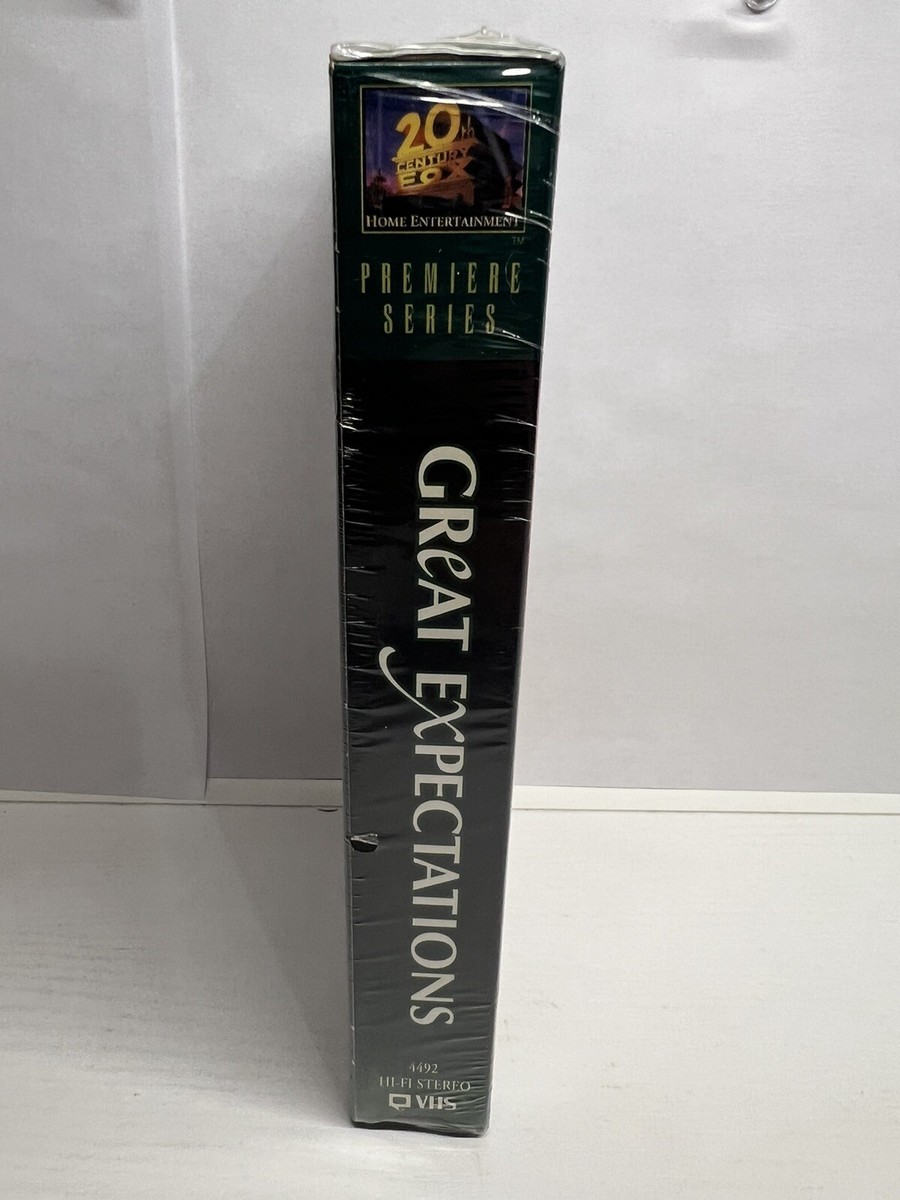 20th
CENTURY
FOX
HOME ENTERTAINMENT
TM
PREMIERE
SERIES
GREAT EXPECTATIONS
4492
HI-FI STEREO
VHS